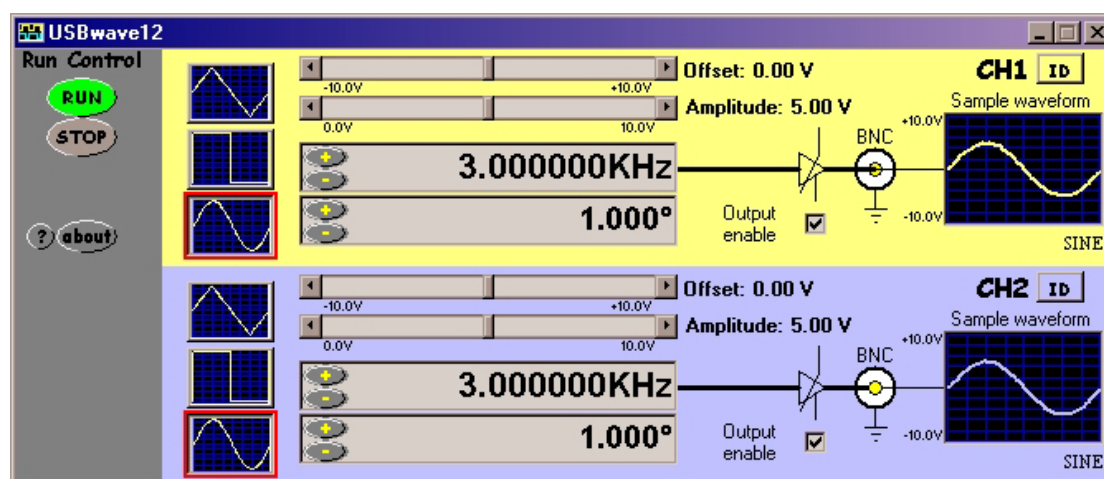 USBwave12
Run Control
RUN
STOP
? about
-10.0V +10.0V
Offset: 0.00 V
0.0V 10.0V
Amplitude: 5.00 V
+ - 3.000000KHz
+ - 1.000°
Output
enable
BNC
CH1 ID
Sample waveform
+10.0V
-10.0V
SINE
-10.0V +10.0V
Offset: 0.00 V
0.0V 10.0V
Amplitude: 5.00 V
+ - 3.000000KHz
+ - 1.000°
Output
enable
BNC
CH2 ID
Sample waveform
+10.0V
-10.0V
SINE